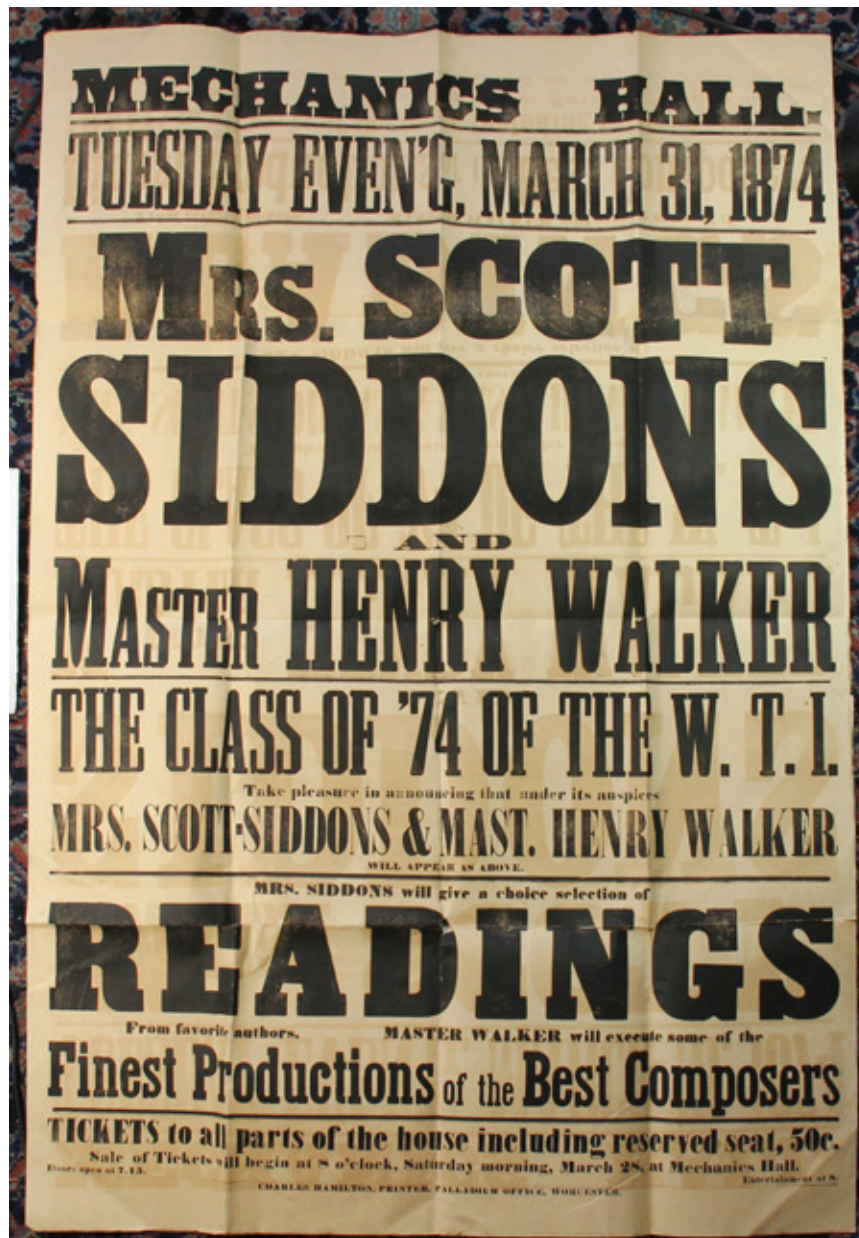 MECHANICS HALL.
TUESDAY EVEN'G, MARCH 31, 1874
MRS. SCOTT
SIDDONS
AND
MASTER HENRY WALKER
THE CLASS OF '74 OF THE W. T. I.
Take pleasure in announcing that under its auspices
MRS. SCOTT-SIDDONS & MAST. HENRY WALKER
WILL APPEAR AS ABOVE.
MRS. SIDDONS will give a choice selection of
READINGS
From favorite authors. MASTER WALKER will execute some of the
Finest Productions of the Best Composers
TICKETS to all parts of the house including reserved seat, 50c.
Sale of Tickets will begin at 8 o'clock, Saturday morning, March 28, at Mechanics Hall.
Doors open at 7.15. Entertainment at 8.
CHARLES HAMILTON, PRINTER, PALLADIUM OFFICE, WORCESTER.